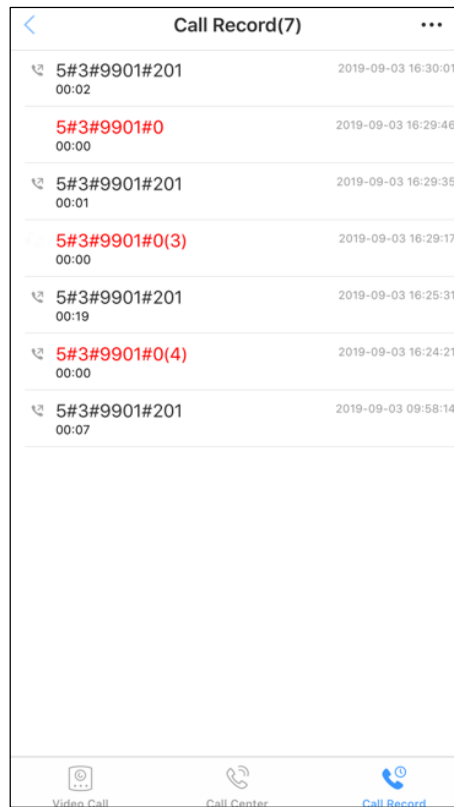 Call Record(7)
5#3#9901#201 2019-09-03 16:30:01
00:02
5#3#9901#0 2019-09-03 16:29:46
00:00
5#3#9901#201 2019-09-03 16:29:35
00:01
5#3#9901#0(3) 2019-09-03 16:29:17
00:00
5#3#9901#201 2019-09-03 16:25:31
00:19
5#3#9901#0(4) 2019-09-03 16:24:21
00:00
5#3#9901#201 2019-09-03 09:58:14
00:07
Video Call Call Center Call Record